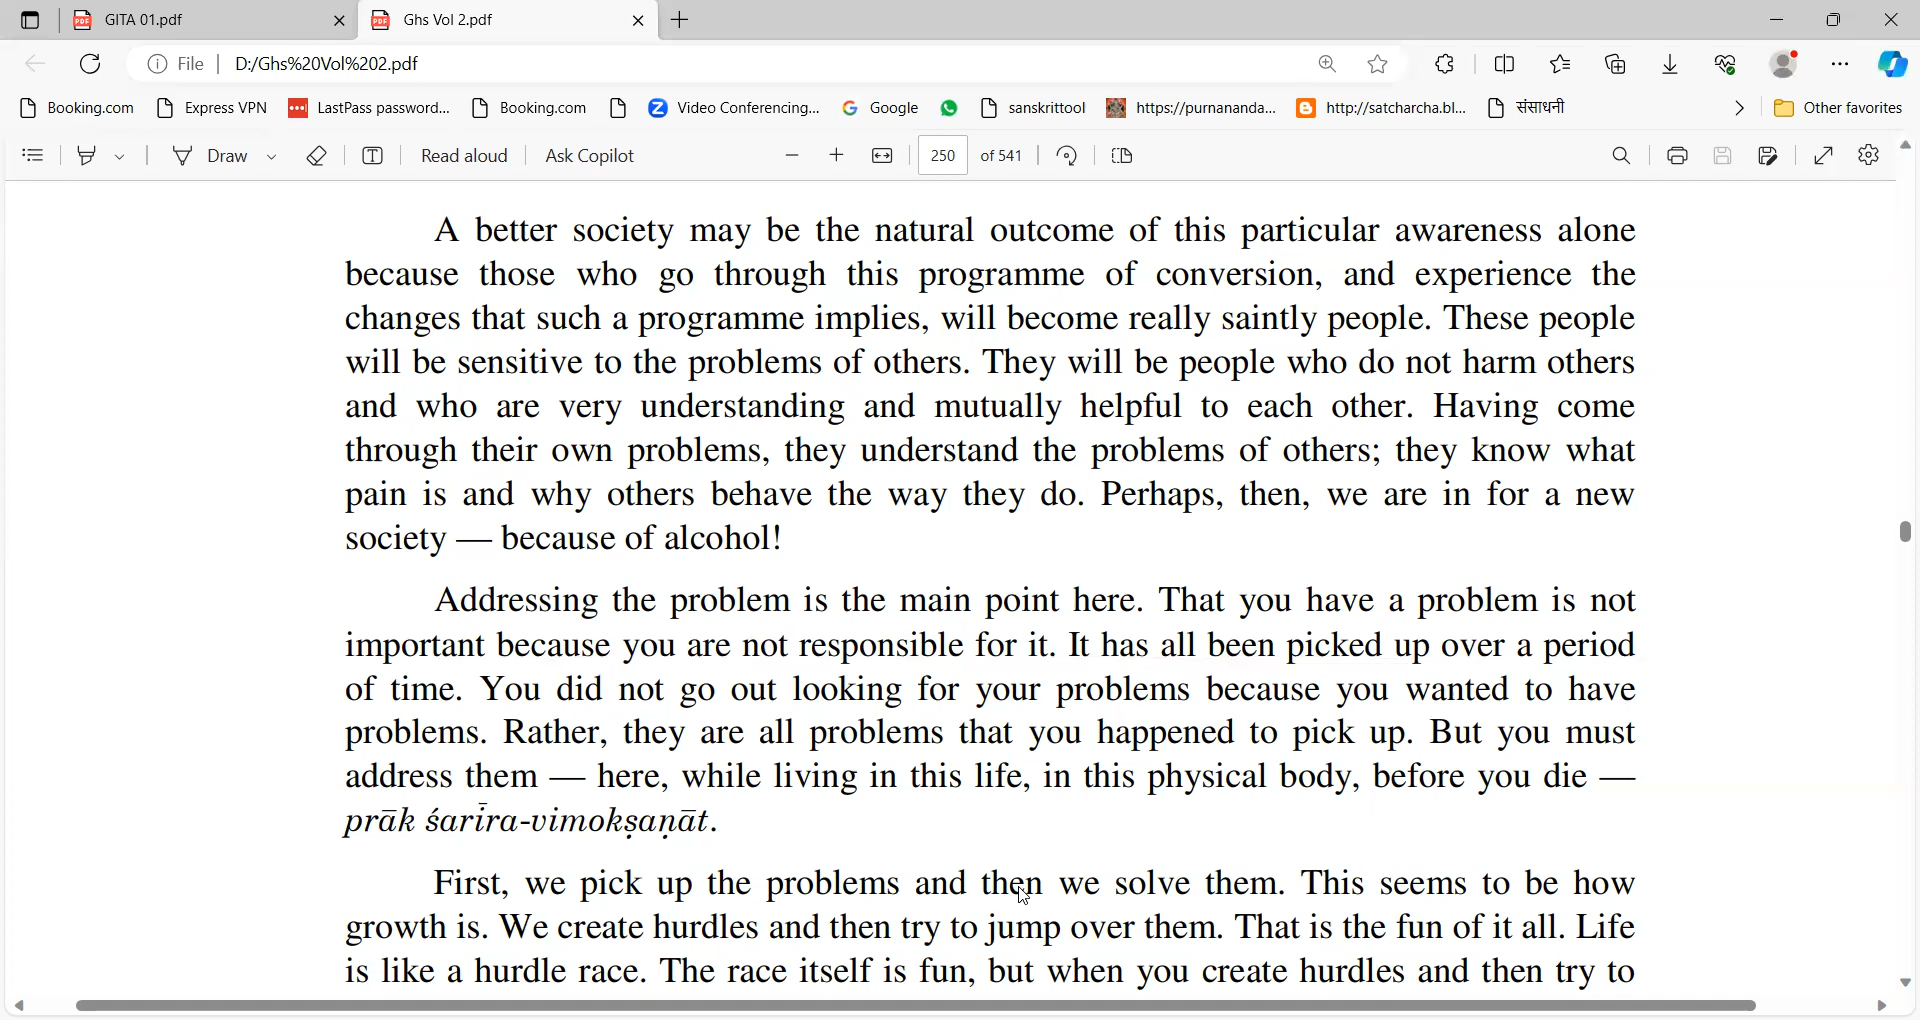 GITA 01.pdf
Ghs Vol 2.pdf
File | D:/Ghs%20Vol%202.pdf
Booking.com Express VPN LastPass password... Booking.com Video Conferencing... Google sanskrittool https://purnananda... http://satcharcha.bl... संसाधनी Other favorites
Draw Read aloud Ask Copilot 250 of 541
A better society may be the natural outcome of this particular awareness alone
because those who go through this programme of conversion, and experience the
changes that such a programme implies, will become really saintly people. These people
will be sensitive to the problems of others. They will be people who do not harm others
and who are very understanding and mutually helpful to each other. Having come
through their own problems, they understand the problems of others; they know what
pain is and why others behave the way they do. Perhaps, then, we are in for a new
society — because of alcohol!
Addressing the problem is the main point here. That you have a problem is not
important because you are not responsible for it. It has all been picked up over a period
of time. You did not go out looking for your problems because you wanted to have
problems. Rather, they are all problems that you happened to pick up. But you must
address them — here, while living in this life, in this physical body, before you die —
prāk śarīra-vimokṣaṇāt.
First, we pick up the problems and then we solve them. This seems to be how
growth is. We create hurdles and then try to jump over them. That is the fun of it all. Life
is like a hurdle race. The race itself is fun, but when you create hurdles and then try to